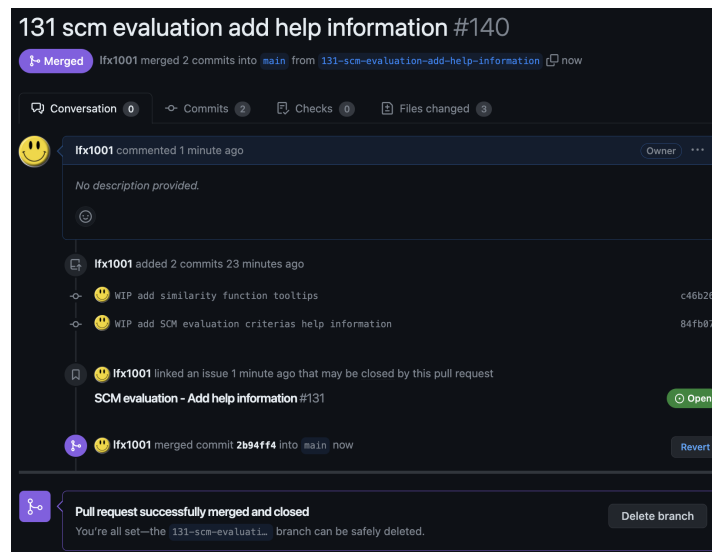 131 scm evaluation add help information #140
Merged lfx1001 merged 2 commits into main from 131-scm-evaluation-add-help-information now
Conversation 0 Commits 2 Checks 0 Files changed 3
lfx1001 commented 1 minute ago Owner ...
No description provided.
lfx1001 added 2 commits 23 minutes ago
WIP add similarity function tooltips c46b26
WIP add SCM evaluation criterias help information 84fb07
lfx1001 linked an issue 1 minute ago that may be closed by this pull request
SCM evaluation - Add help information #131 Open
lfx1001 merged commit 2b94ff4 into main now Revert
Pull request successfully merged and closed
You're all set—the 131-scm-evaluati… branch can be safely deleted. Delete branch